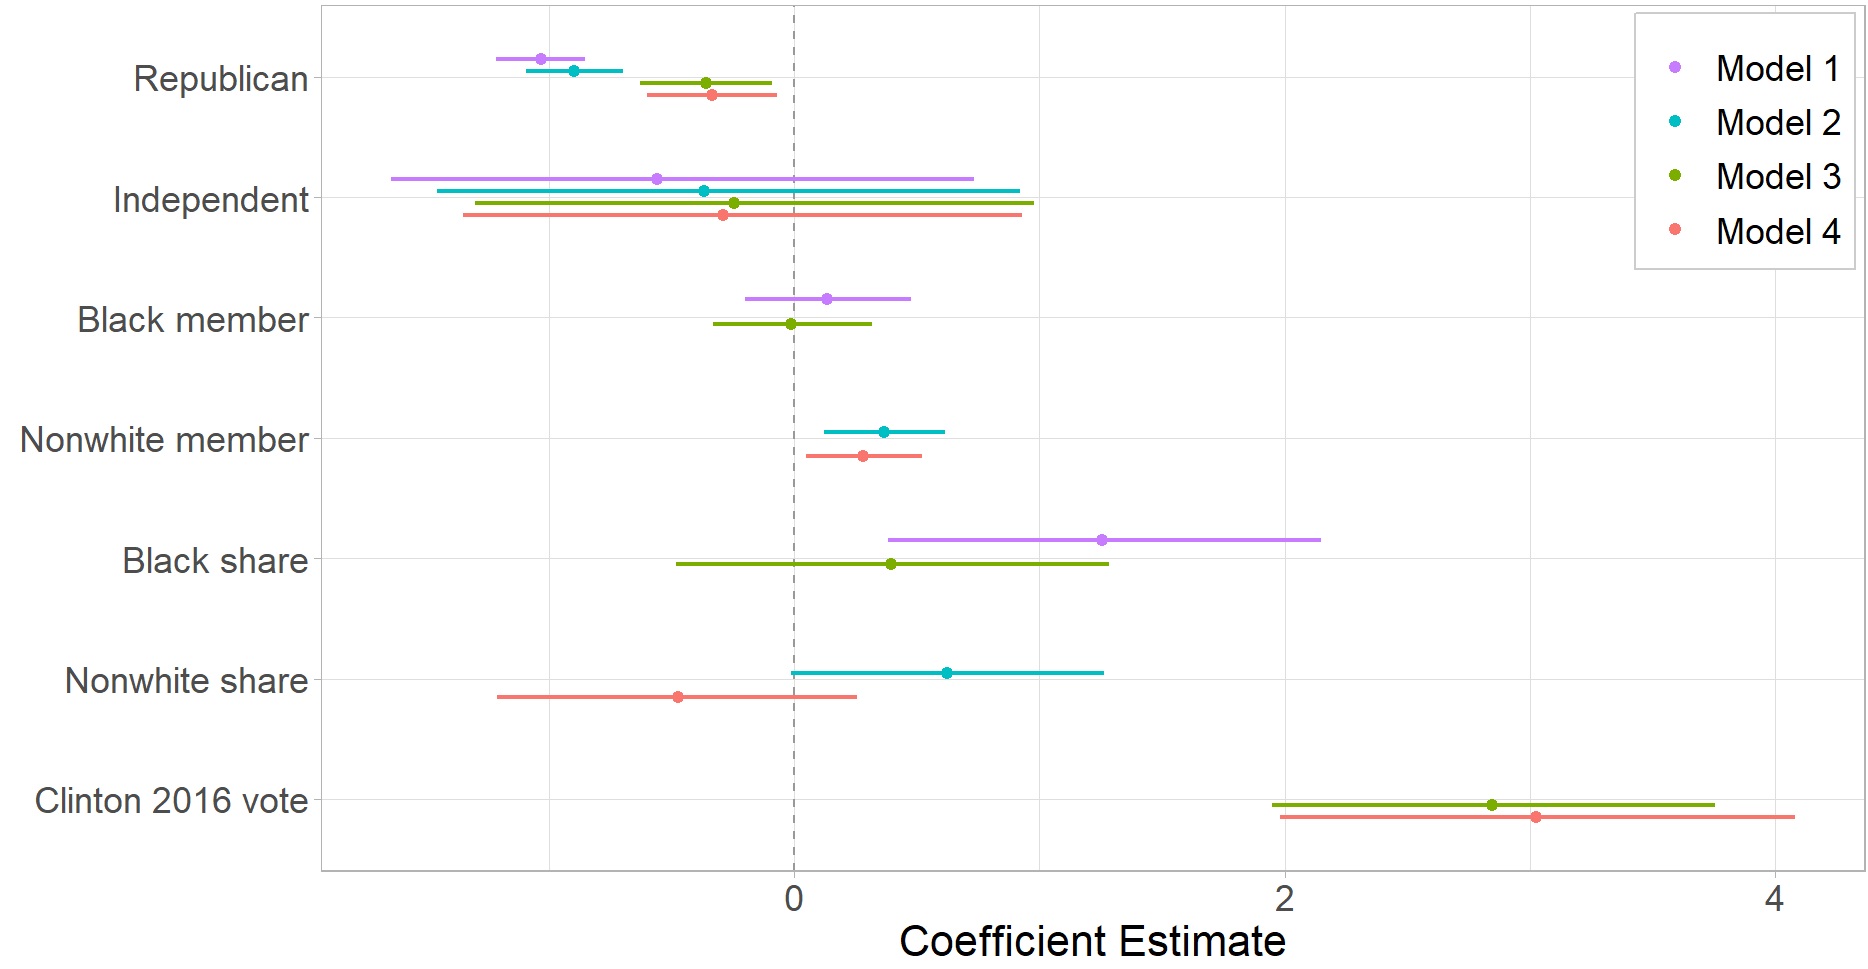 Republican
Independent
Black member
Nonwhite member
Black share
Nonwhite share
Clinton 2016 vote
Model 1
Model 2
Model 3
Model 4
0 2 4
Coefficient Estimate